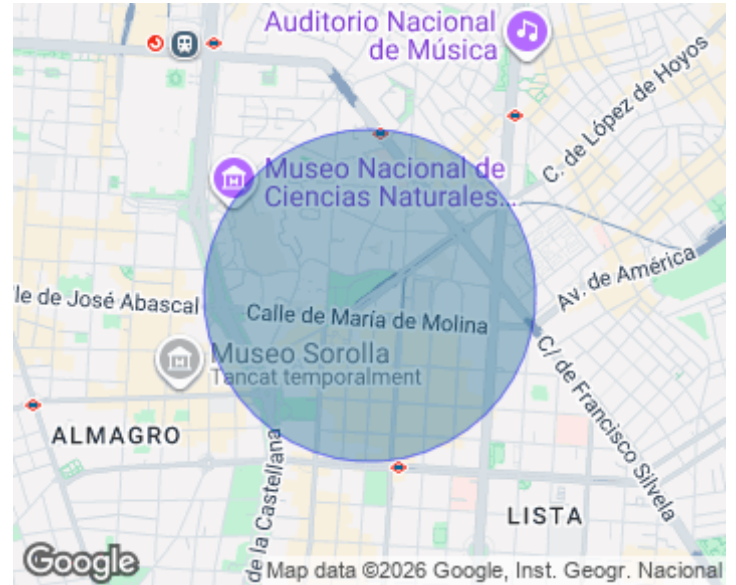 Auditorio Nacional
de Música
C. de López de Hoyos
Museo Nacional de
Ciencias Naturales...
Av. de América
lle de José Abascal
Calle de María de Molina
Museo Sorolla
Tancat temporalment
C/ de Francisco Silvela
ALMAGRO
de la Castellana
LISTA
Google
Map data ©2026 Google, Inst. Geogr. Nacional